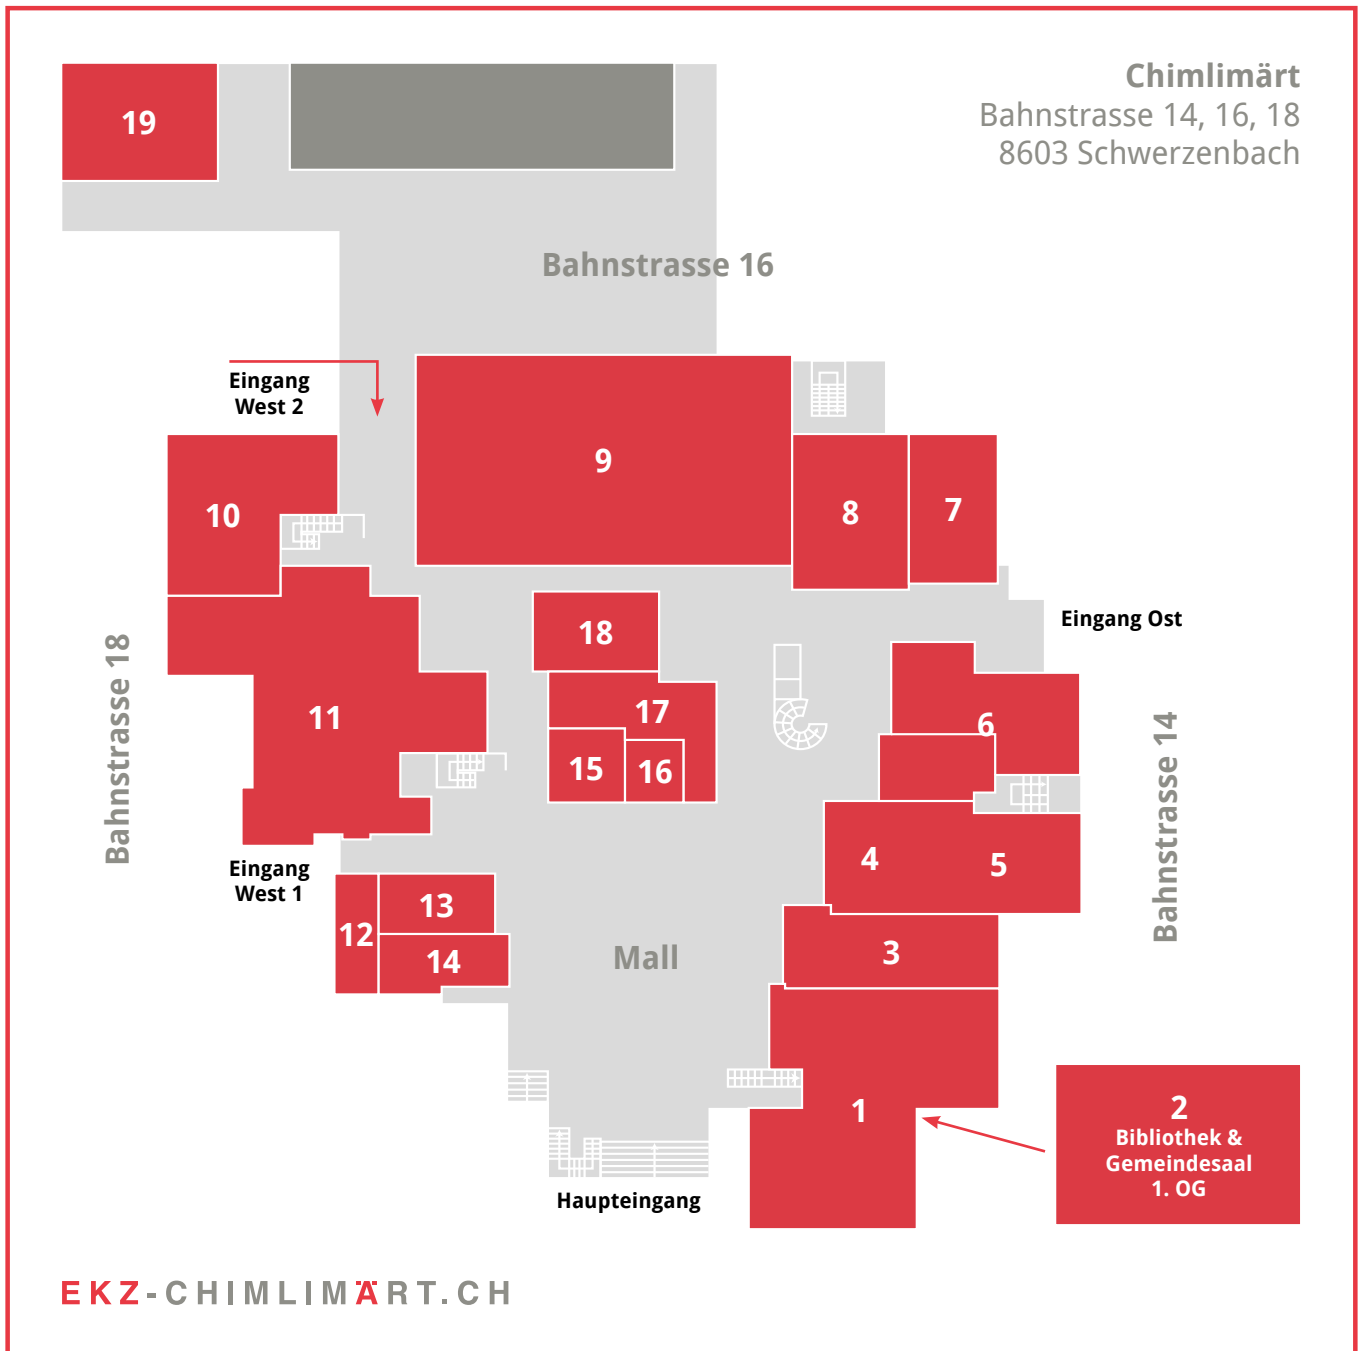 Chimlimärt
Bahnstrasse 14, 16, 18
8603 Schwerzenbach
19
Bahnstrasse 16
Eingang
West 2
9
10
8
7
Eingang Ost
18
Bahnstrasse 18
11
17
6
15
16
Bahnstrasse 14
4
5
Eingang
West 1
13
12
14
3
Mall
1
2
Bibliothek &
Gemeindesaal
1. OG
Haupteingang
EKZ-CHIMLIMÄRT.CH